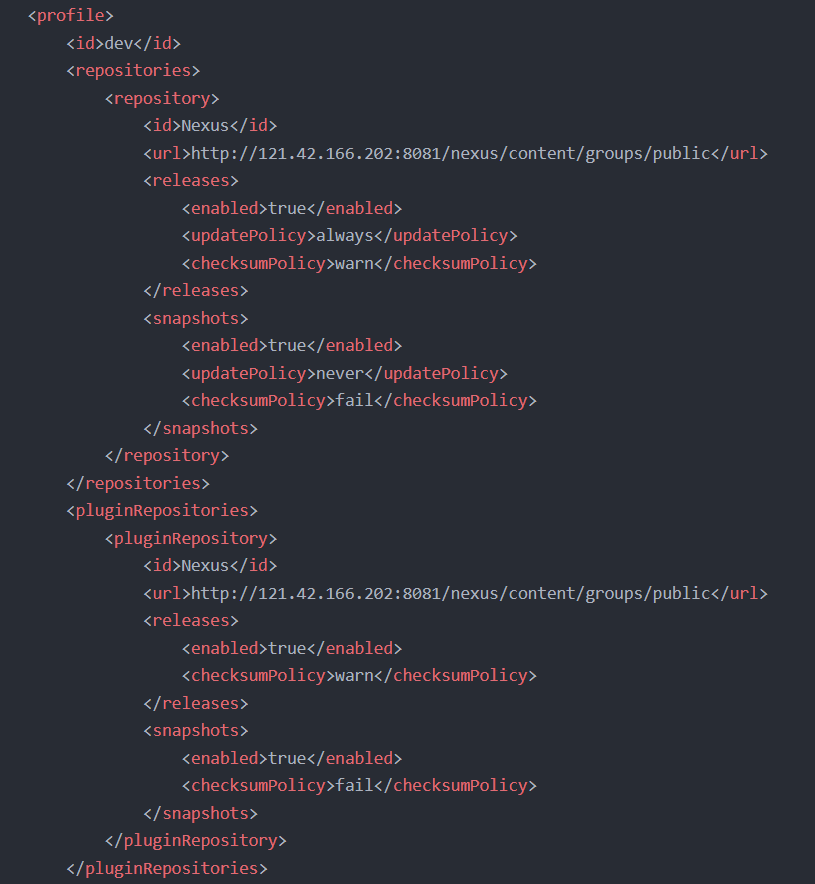 <profile>
    <id>dev</id>
    <repositories>
        <repository>
            <id>Nexus</id>
            <url>http://121.42.166.202:8081/nexus/content/groups/public</url>
            <releases>
                <enabled>true</enabled>
                <updatePolicy>always</updatePolicy>
                <checksumPolicy>warn</checksumPolicy>
            </releases>
            <snapshots>
                <enabled>true</enabled>
                <updatePolicy>never</updatePolicy>
                <checksumPolicy>fail</checksumPolicy>
            </snapshots>
        </repository>
    </repositories>
    <pluginRepositories>
        <pluginRepository>
            <id>Nexus</id>
            <url>http://121.42.166.202:8081/nexus/content/groups/public</url>
            <releases>
                <enabled>true</enabled>
                <checksumPolicy>warn</checksumPolicy>
            </releases>
            <snapshots>
                <enabled>true</enabled>
                <checksumPolicy>fail</checksumPolicy>
            </snapshots>
        </pluginRepository>
    </pluginRepositories>